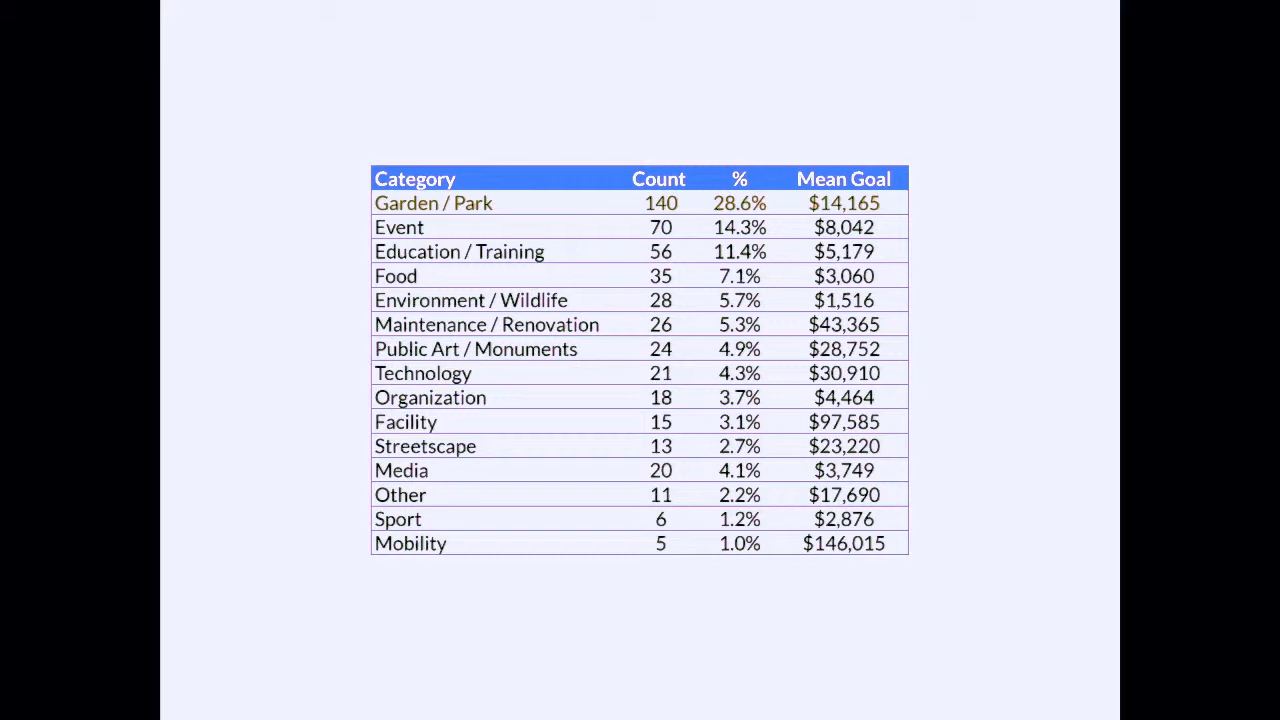 Category Count % Mean Goal
Garden / Park 140 28.6% $14,165
Event 70 14.3% $8,042
Education / Training 56 11.4% $5,179
Food 35 7.1% $3,060
Environment / Wildlife 28 5.7% $1,516
Maintenance / Renovation 26 5.3% $43,365
Public Art / Monuments 24 4.9% $28,752
Technology 21 4.3% $30,910
Organization 18 3.7% $4,464
Facility 15 3.1% $97,585
Streetscape 13 2.7% $23,220
Media 20 4.1% $3,749
Other 11 2.2% $17,690
Sport 6 1.2% $2,876
Mobility 5 1.0% $146,015